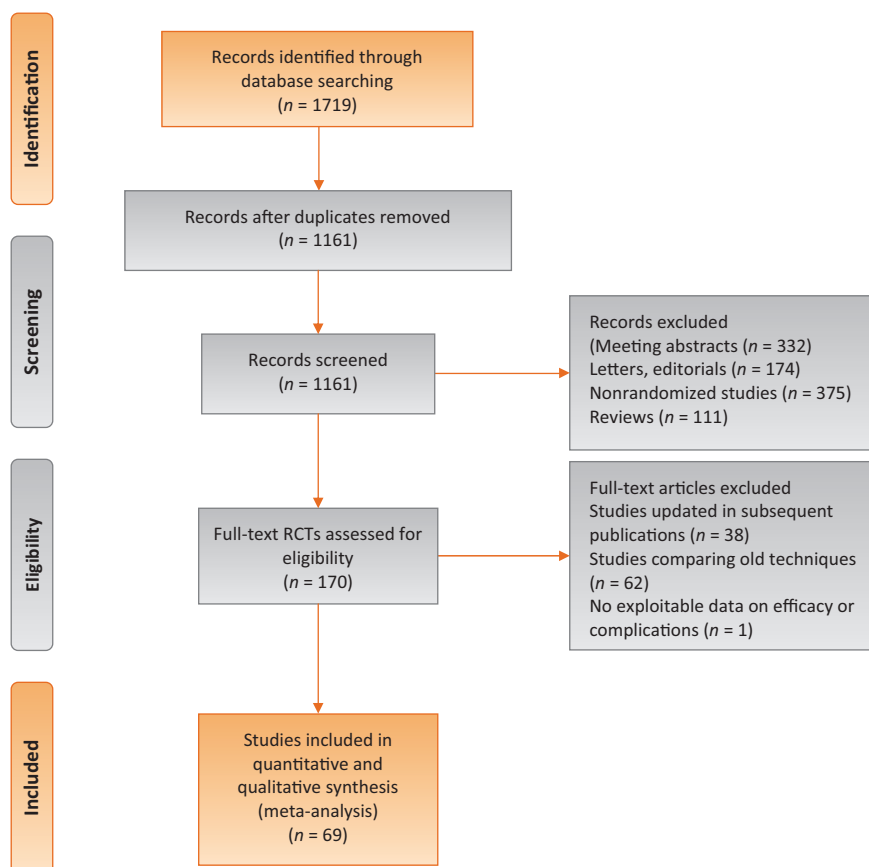 Identification
Records identified through
database searching
(n = 1719)
Records after duplicates removed
(n = 1161)
Screening
Records screened
(n = 1161)
Records excluded
(Meeting abstracts (n = 332)
Letters, editorials (n = 174)
Nonrandomized studies (n = 375)
Reviews (n = 111)
Eligibility
Full-text RCTs assessed for
eligibility
(n = 170)
Full-text articles excluded
Studies updated in subsequent
publications (n = 38)
Studies comparing old techniques
(n = 62)
No exploitable data on efficacy or
complications (n = 1)
Included
Studies included in
quantitative and
qualitative synthesis
(meta-analysis)
(n = 69)